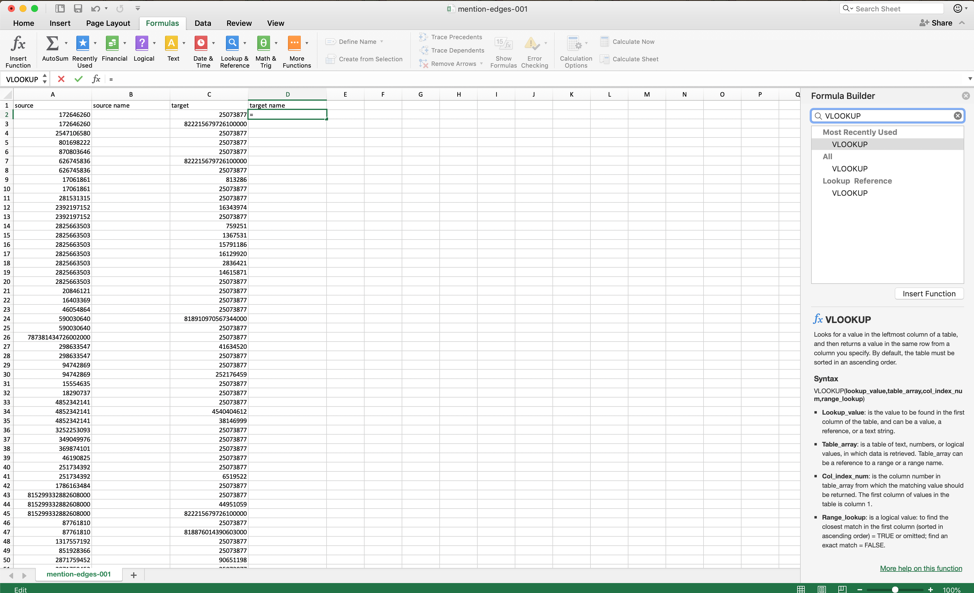 mention-edges-001
Search Sheet
Home Insert Page Layout Formulas Data Review View
Share
Insert Function
AutoSum
Recently Used
Financial
Logical
Text
Date & Time
Lookup & Reference
Math & Trig
More Functions
Define Name
Create from Selection
Trace Precedents
Trace Dependents
Remove Arrows
Show Formulas
Error Checking
Calculation Options
Calculate Now
Calculate Sheet
VLOOKUP fx =
A B C D E F G H I J K L M N O P Q
1 source source name target target name
2 172646260 25073877 =
3 172646260 822215679726100000
4 2547106580 25073877
5 801698222 25073877
6 870803646 25073877
7 626745836 822215679726100000
8 626745836 25073877
9 17061861 813286
10 17061861 25073877
11 281531315 25073877
12 2392197152 16343974
13 2392197152 25073877
14 2825663503 759251
15 2825663503 1367531
16 2825663503 15791186
17 2825663503 16129920
18 2825663503 2836421
19 2825663503 14615871
20 2825663503 25073877
21 20846121 25073877
22 16403369 25073877
23 46054864 25073877
24 590030640 818910970567344000
25 590030640 25073877
26 787381434726002000 25073877
27 298633547 41634520
28 298633547 25073877
29 94742869 25073877
30 94742869 252176459
31 15554635 25073877
32 18290737 25073877
33 4852342141 25073877
34 4852342141 4540404612
35 4852342141 38146999
36 3252253093 25073877
37 349049976 25073877
38 369874101 25073877
39 46190825 25073877
40 251734392 25073877
41 251734392 6519522
42 1786163484 25073877
43 815299332882608000 25073877
44 815299332882608000 44951059
45 815299332882608000 822215679726100000
46 87761810 25073877
47 87761810 818876014390603000
48 1317557192 25073877
49 851928366 25073877
50 2871759452 90651198
mention-edges-001 +
Edit
100%
Formula Builder
VLOOKUP
Most Recently Used
VLOOKUP
All
VLOOKUP
Lookup Reference
VLOOKUP
Insert Function
fx VLOOKUP
Looks for a value in the leftmost column of a table,
and then returns a value in the same row from a
column you specify. By default, the table must be
sorted in an ascending order.
Syntax
VLOOKUP(lookup_value,table_array,col_index_nu
m,range_lookup)
• Lookup_value: is the value to be found in the first
column of the table, and can be a value, a
reference, or a text string.
• Table_array: is a table of text, numbers, or logical
values, in which data is retrieved. Table_array can
be a reference to a range or a range name.
• Col_index_num: is the column number in
table_array from which the matching value should
be returned. The first column of values in the
table is column 1.
• Range_lookup: is a logical value: to find the
closest match in the first column (sorted in
ascending order) = TRUE or omitted; find an
exact match = FALSE.
More help on this function